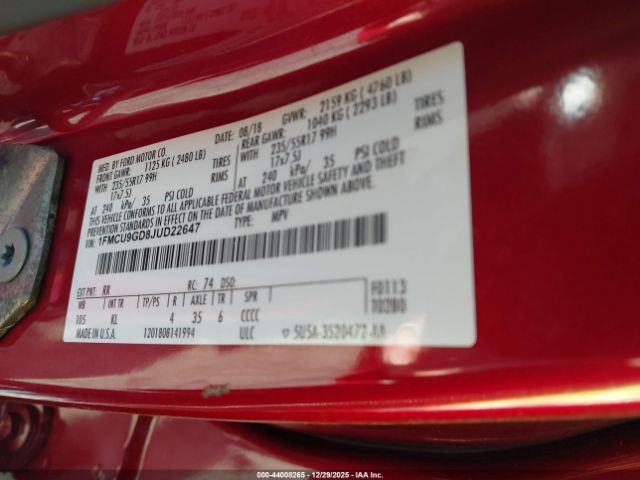 MFD. BY FORD MOTOR CO.
DATE: 08/18 GVWR: 2159 KG ( 4760 LB)
FRONT GAWR: 1125 KG ( 2480 LB) REAR GAWR: 1040 KG ( 2293 LB)
WITH 235/55R17 99H TIRES WITH 235/55R17 99H TIRES
17x7.5J RIMS 17x7.5J RIMS
AT 240 kPa/ 35 PSI COLD AT 240 kPa/ 35 PSI COLD
THIS VEHICLE CONFORMS TO ALL APPLICABLE FEDERAL MOTOR VEHICLE SAFETY AND THEFT
PREVENTION STANDARDS IN EFFECT ON THE DATE OF MANUFACTURE SHOWN ABOVE.
VIN: 1FMCU9GD8JUD22647 TYPE: MPV
EXT PNT: RR RC: 74 DSO: F0113
WB INT TR TP/PS R AXLE TR SPR T0280
105 KL 4 35 6 CCCC
MADE IN U.S.A. 1201808141994 ULC 5USA-3520472-AA
000-44008265 - 12/29/2025 - IAAI Inc.